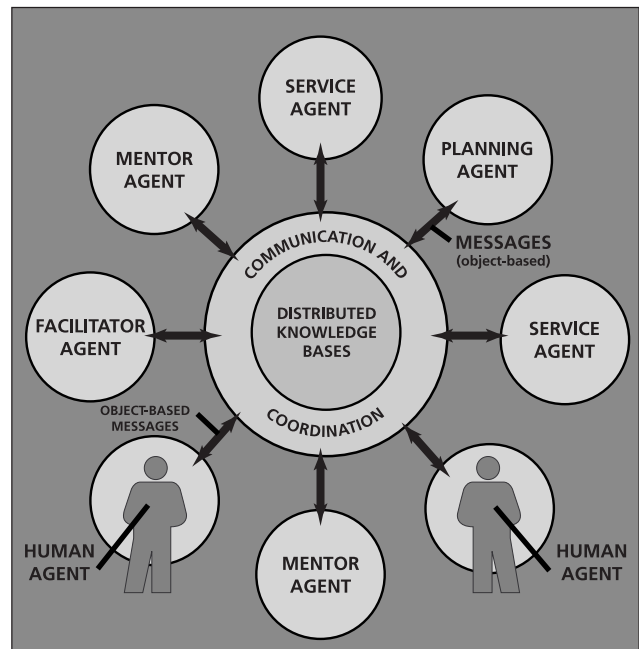 SERVICE
AGENT
MENTOR
AGENT
PLANNING
AGENT
MESSAGES
(object-based)
COMMUNICATION AND
DISTRIBUTED
KNOWLEDGE
BASES
COORDINATION
FACILITATOR
AGENT
SERVICE
AGENT
OBJECT-BASED
MESSAGES
HUMAN
AGENT
MENTOR
AGENT
HUMAN
AGENT